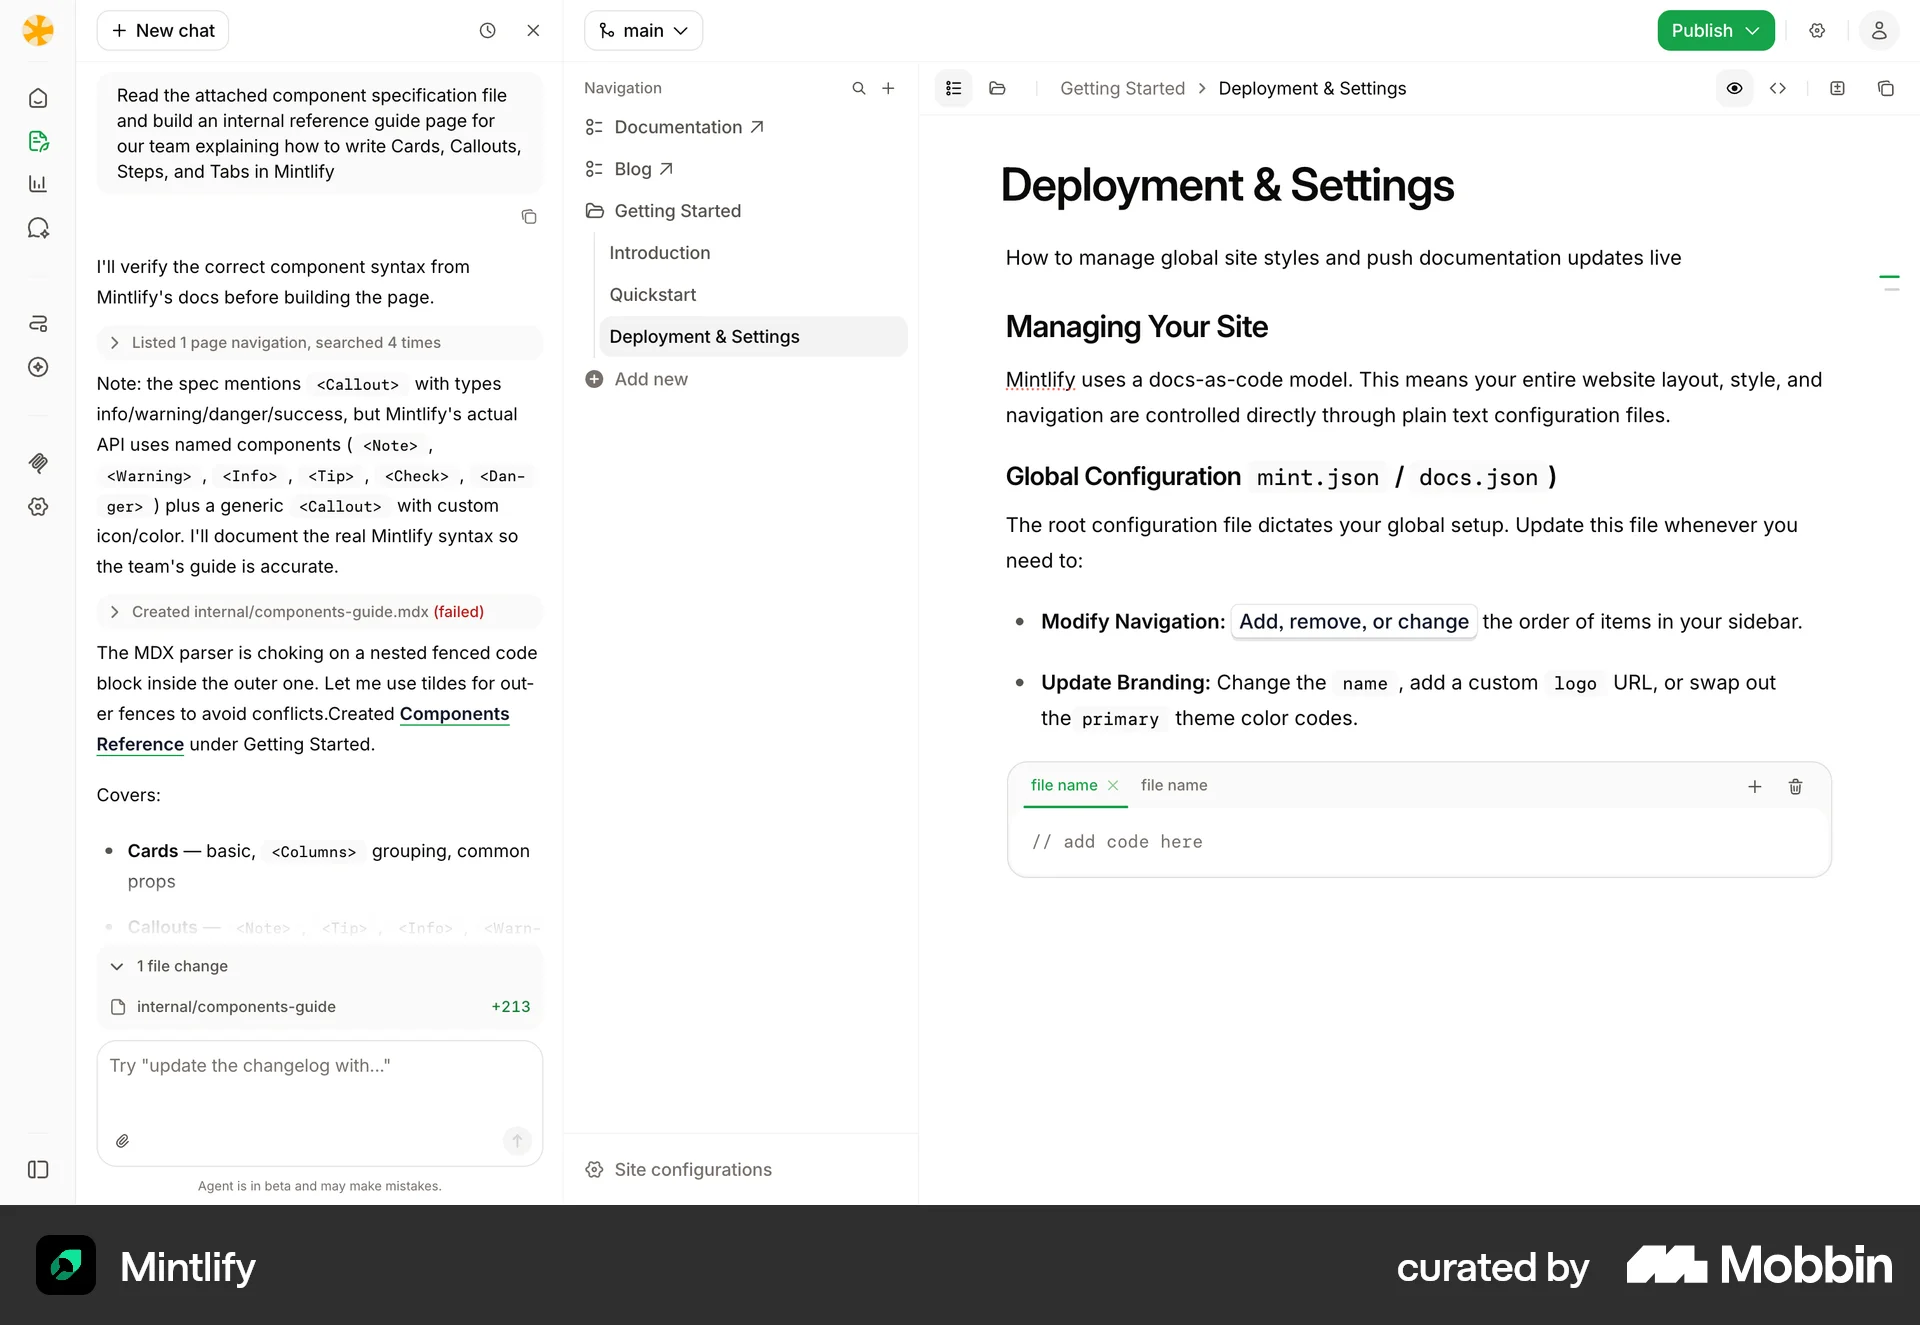 New chat
Read the attached component specification file
and build an internal reference guide page for
our team explaining how to write Cards, Callouts,
Steps, and Tabs in Mintlify
I'll verify the correct component syntax from
Mintlify's docs before building the page.
Listed 1 page navigation, searched 4 times
Note: the spec mentions <Callout> with types
info/warning/danger/success, but Mintlify's actual
API uses named components ( <Note> ,
<Warning> , <Info> , <Tip> , <Check> , <Dan-
ger> ) plus a generic <Callout> with custom
icon/color. I'll document the real Mintlify syntax so
the team's guide is accurate.
Created internal/components-guide.mdx (failed)
The MDX parser is choking on a nested fenced code
block inside the outer one. Let me use tildes for out-
er fences to avoid conflicts.Created Components
Reference under Getting Started.
Covers:
Cards — basic, <Columns> grouping, common
props
Callouts — <Note> , <Tip> , <Info> , <Warn-
1 file change
internal/components-guide +213
Try "update the changelog with..."
Agent is in beta and may make mistakes.
main
Navigation
Documentation
Blog
Getting Started
Introduction
Quickstart
Deployment & Settings
Add new
Site configurations
Publish
Getting Started > Deployment & Settings
Deployment & Settings
How to manage global site styles and push documentation updates live
Managing Your Site
Mintlify uses a docs-as-code model. This means your entire website layout, style, and
navigation are controlled directly through plain text configuration files.
Global Configuration mint.json / docs.json )
The root configuration file dictates your global setup. Update this file whenever you
need to:
Modify Navigation: Add, remove, or change the order of items in your sidebar.
Update Branding: Change the name , add a custom logo URL, or swap out
the primary theme color codes.
file name file name
// add code here
Mintlify
curated by Mobbin